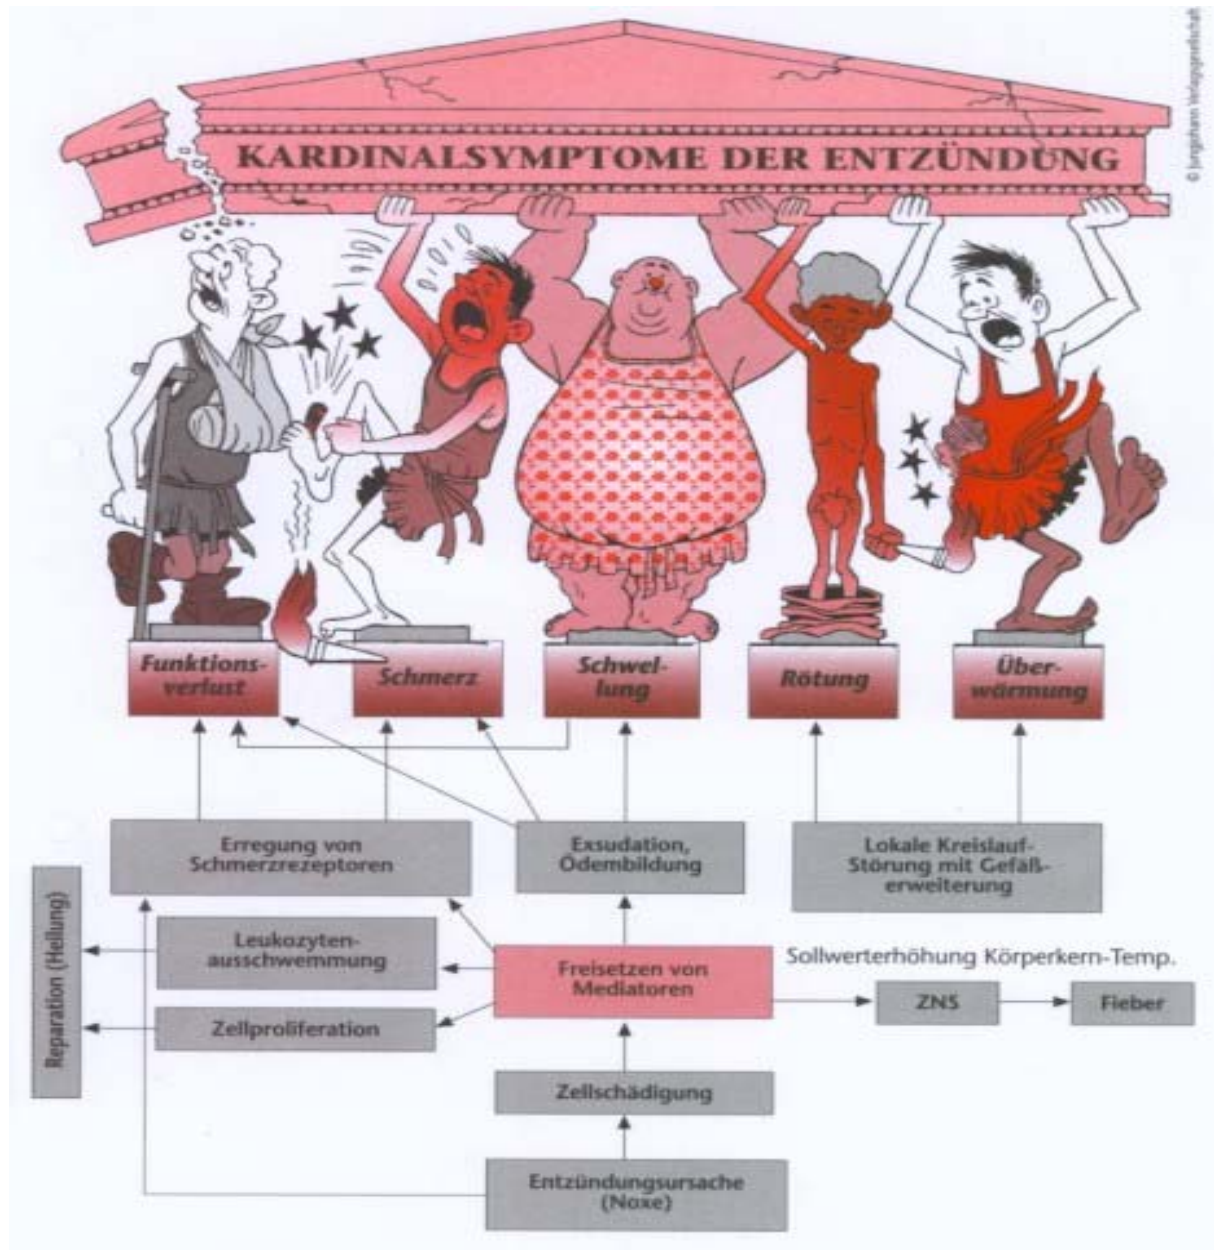 © Jungjohann Verlagsgesellschaft
KARDINALSYMPTOME DER ENTZÜNDUNG
Funktions-
verlust
Schmerz
Schwel-
lung
Rötung
Über-
wärmung
Erregung von
Schmerzrezeptoren
Exsudation,
Ödembildung
Lokale Kreislauf-
Störung mit Gefäß-
erweiterung
Reparation (Heilung)
Leukozyten-
ausschwemmung
Freisetzen von
Mediatoren
Sollwerterhöhung Körperkern-Temp.
ZNS
Fieber
Zellproliferation
Zellschädigung
Entzündungsursache
(Noxe)